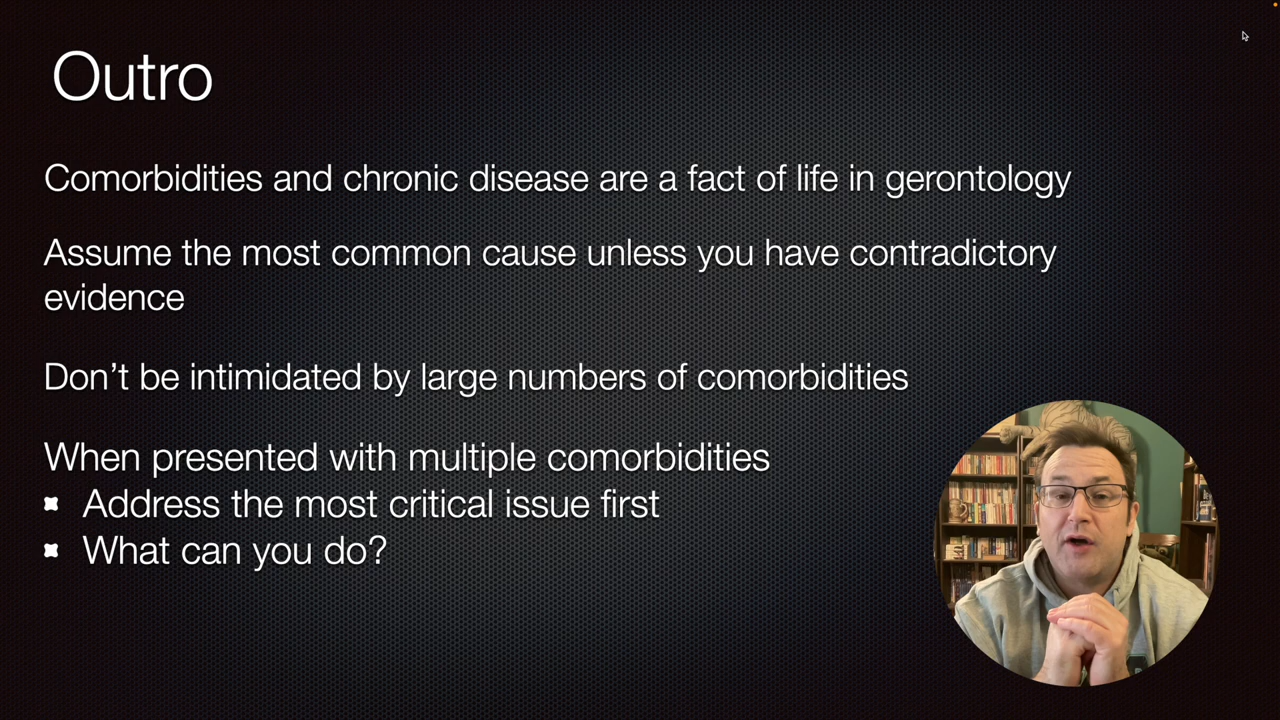 Outro
Comorbidities and chronic disease are a fact of life in gerontology
Assume the most common cause unless you have contradictory
evidence
Don’t be intimidated by large numbers of comorbidities
When presented with multiple comorbidities
Address the most critical issue first
What can you do?